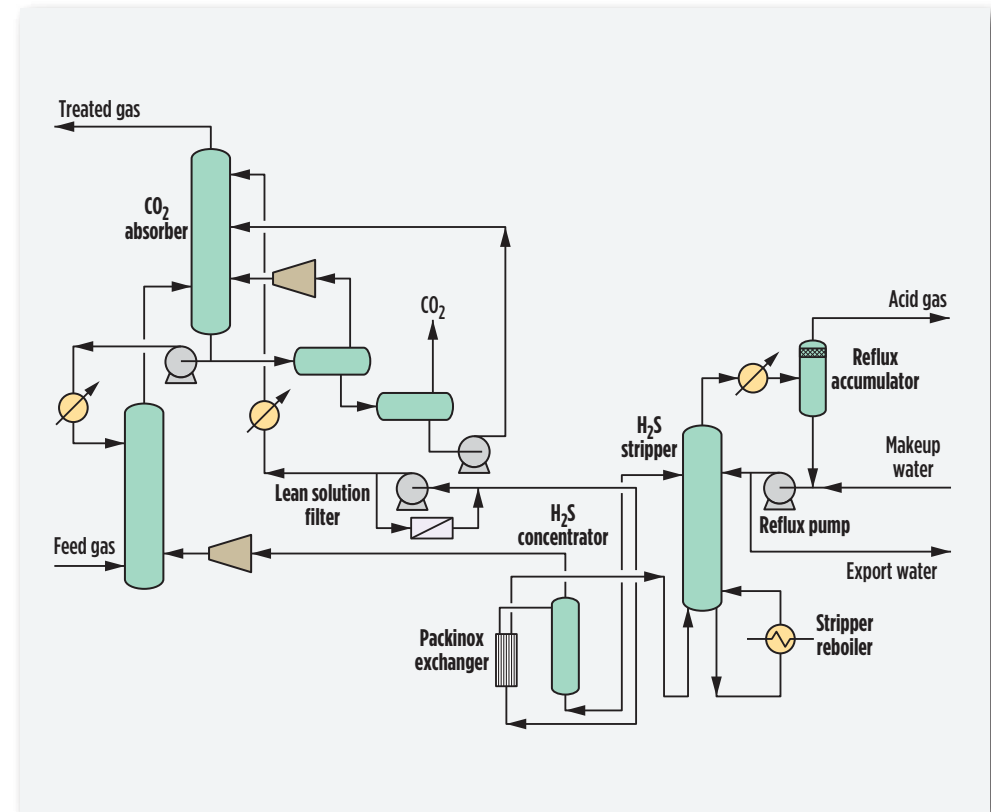 Treated gas
CO2
absorber
CO2
Acid gas
Reflux
accumulator
H2S
stripper
Makeup
water
Lean solution
filter
H2S
concentrator
Reflux pump
Feed gas
Export water
Packinox
exchanger
Stripper
reboiler